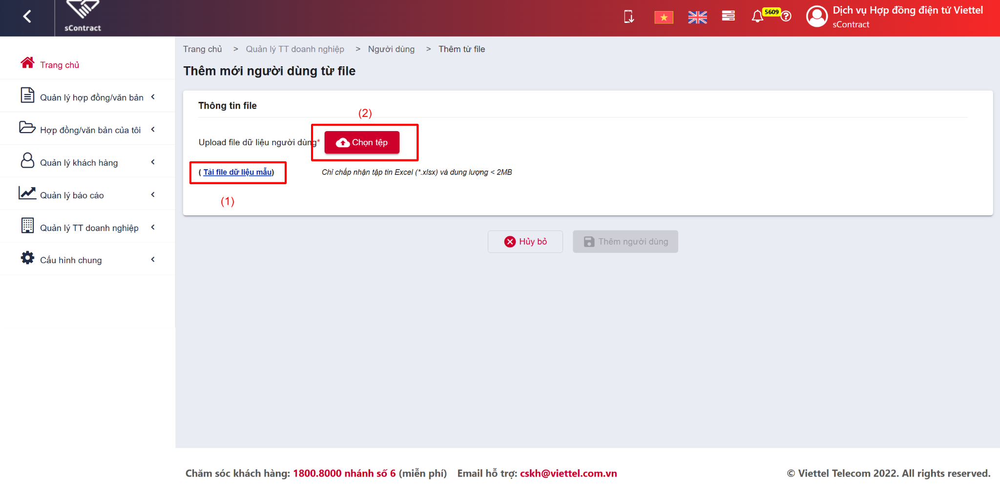 sContract
5609
Dịch vụ Hợp đồng điện tử Viettel
sContract
Trang chủ
Quản lý hợp đồng/văn bản
Hợp đồng/văn bản của tôi
Quản lý khách hàng
Quản lý báo cáo
Quản lý TT doanh nghiệp
Cấu hình chung
Trang chủ > Quản lý TT doanh nghiệp > Người dùng > Thêm từ file
Thêm mới người dùng từ file
Thông tin file
(2)
Upload file dữ liệu người dùng* Chọn tệp
( Tải file dữ liệu mẫu) Chỉ chấp nhận tập tin Excel (*.xlsx) và dung lượng < 2MB
(1)
Hủy bỏ Thêm người dùng
Chăm sóc khách hàng: 1800.8000 nhánh số 6 (miễn phí) Email hỗ trợ: cskh@viettel.com.vn © Viettel Telecom 2022. All rights reserved.